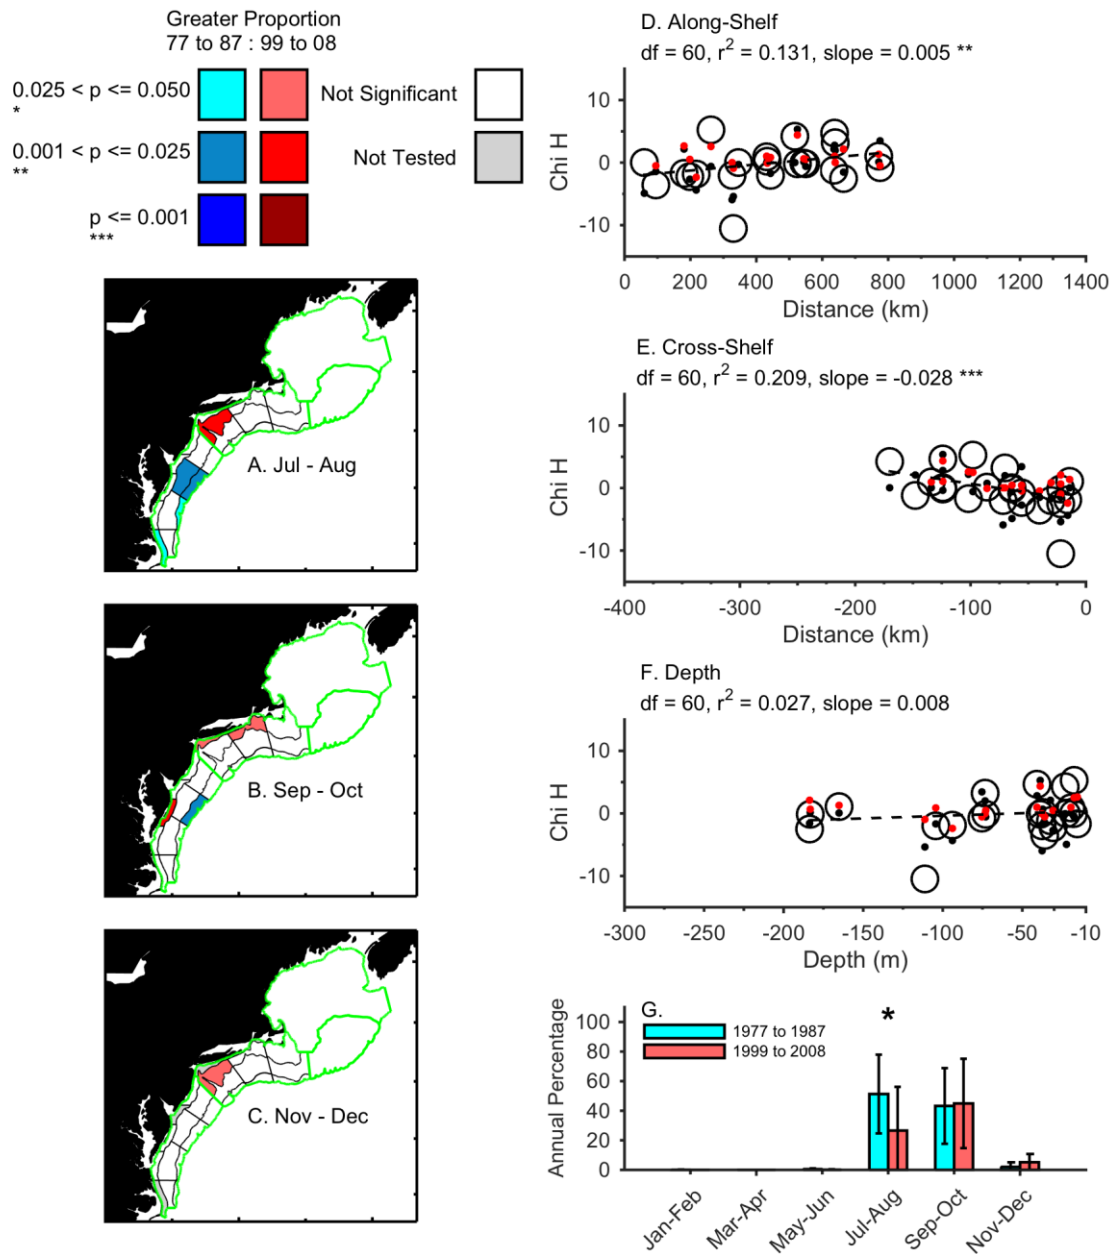 Greater Proportion
77 to 87 : 99 to 08
0.025 < p <= 0.050
*
Not Significant
0.001 < p <= 0.025
**
Not Tested
p <= 0.001
***
A. Jul - Aug
B. Sep - Oct
C. Nov - Dec
D. Along-Shelf
df = 60, r² = 0.131, slope = 0.005 **
10
0
-10
Chi H
0 200 400 600 800 1000 1200 1400
Distance (km)
E. Cross-Shelf
df = 60, r² = 0.209, slope = -0.028 ***
10
0
-10
Chi H
-400 -300 -200 -100 0
Distance (km)
F. Depth
df = 60, r² = 0.027, slope = 0.008
10
0
-10
Chi H
-300 -250 -200 -150 -100 -50 -10
Depth (m)
G.
*
1977 to 1987
1999 to 2008
100
80
60
40
20
0
Annual Percentage
Jan-Feb
Mar-Apr
May-Jun
Jul-Aug
Sep-Oct
Nov-Dec